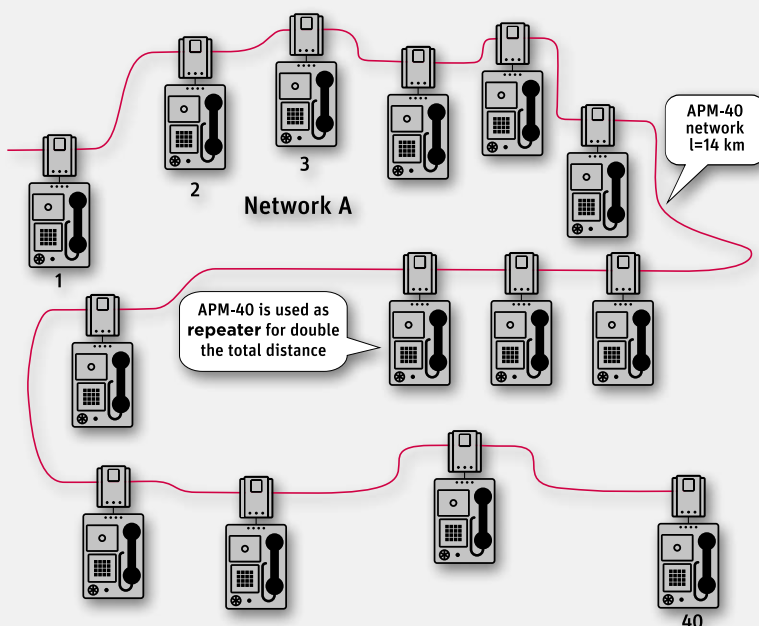 APM-40
network
l=14 km
2
3
Network A
1
APM-40 is used as
repeater for double
the total distance
40